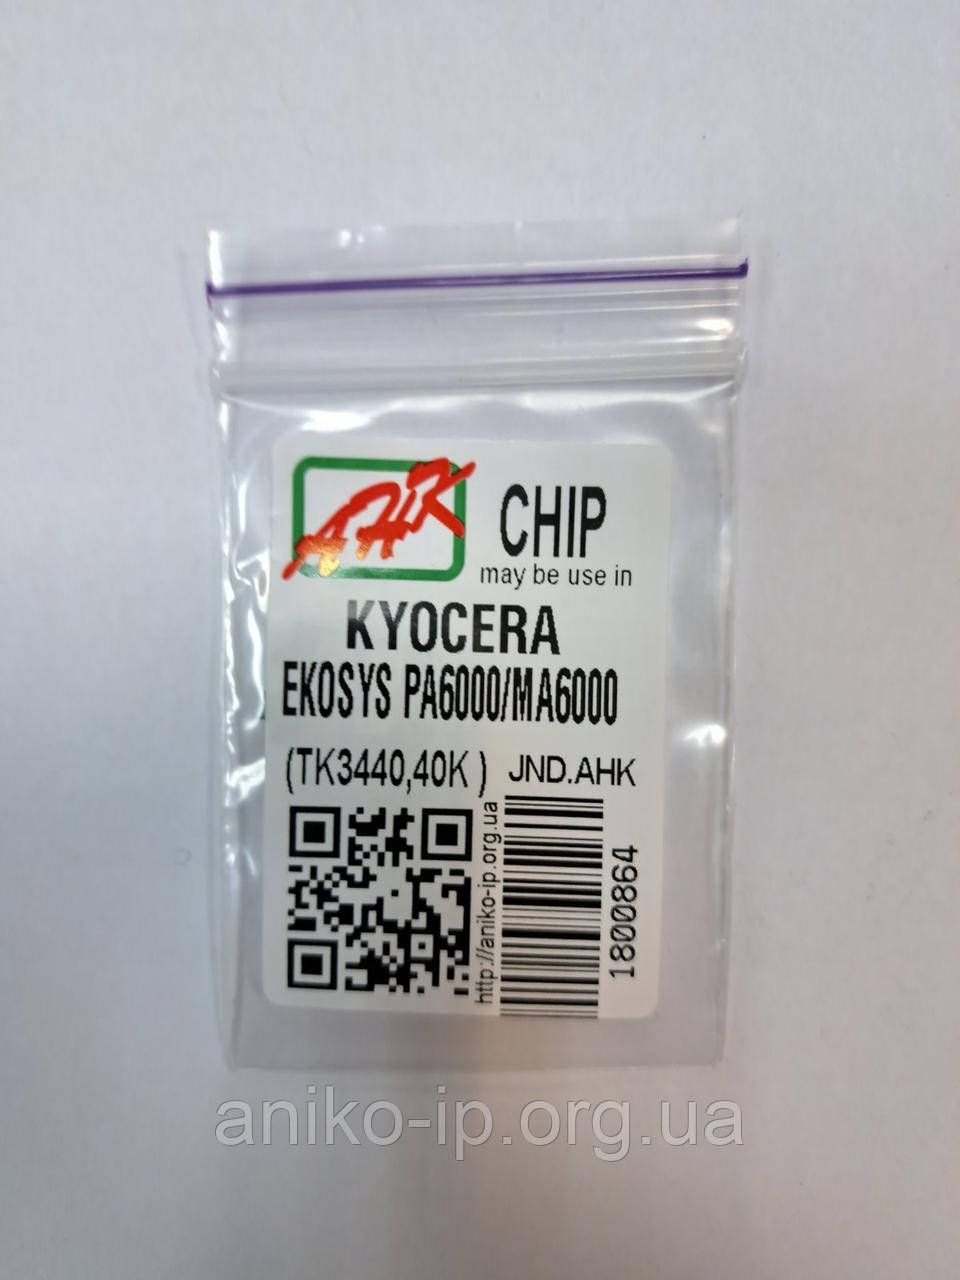 AHK
CHIP
may be use in
KYOCERA
EKOSYS PA6000/MA6000
(TK3440,40K ) JND.AHK
http://aniko-ip.org.ua
1800864
aniko-ip.org.ua